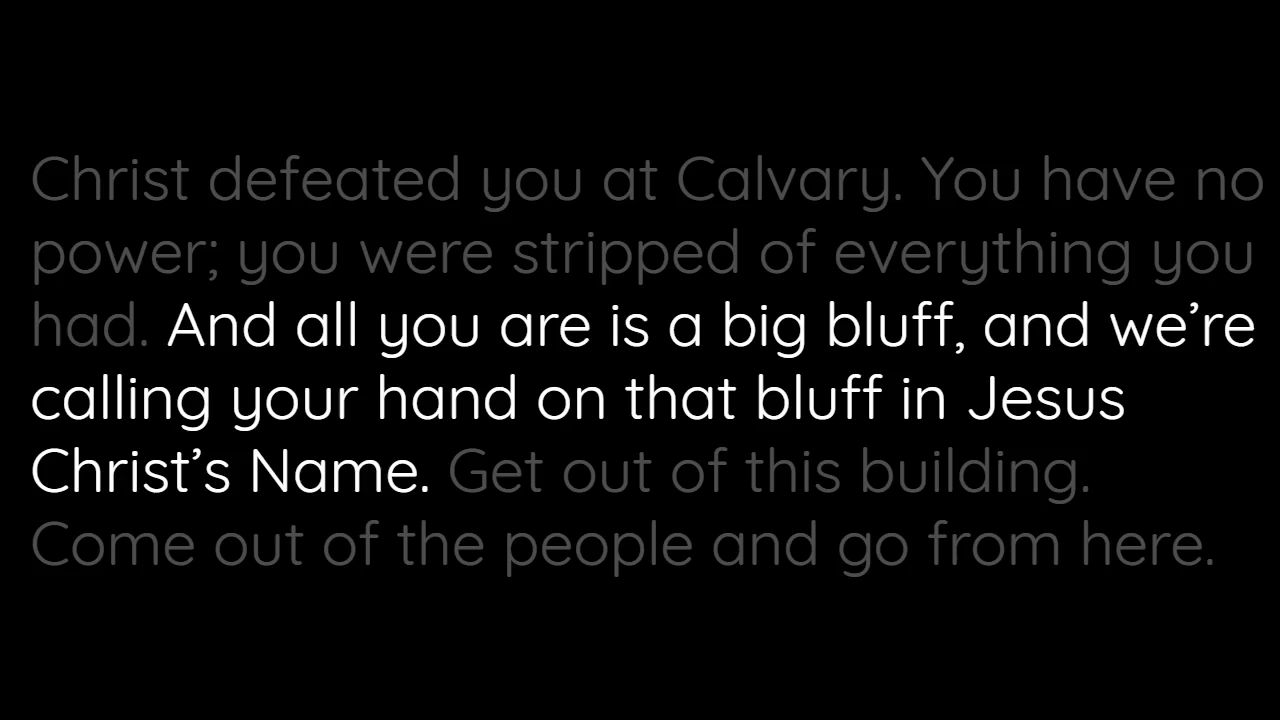 Christ defeated you at Calvary. You have no
power; you were stripped of everything you
had. And all you are is a big bluff, and we’re
calling your hand on that bluff in Jesus
Christ’s Name. Get out of this building.
Come out of the people and go from here.